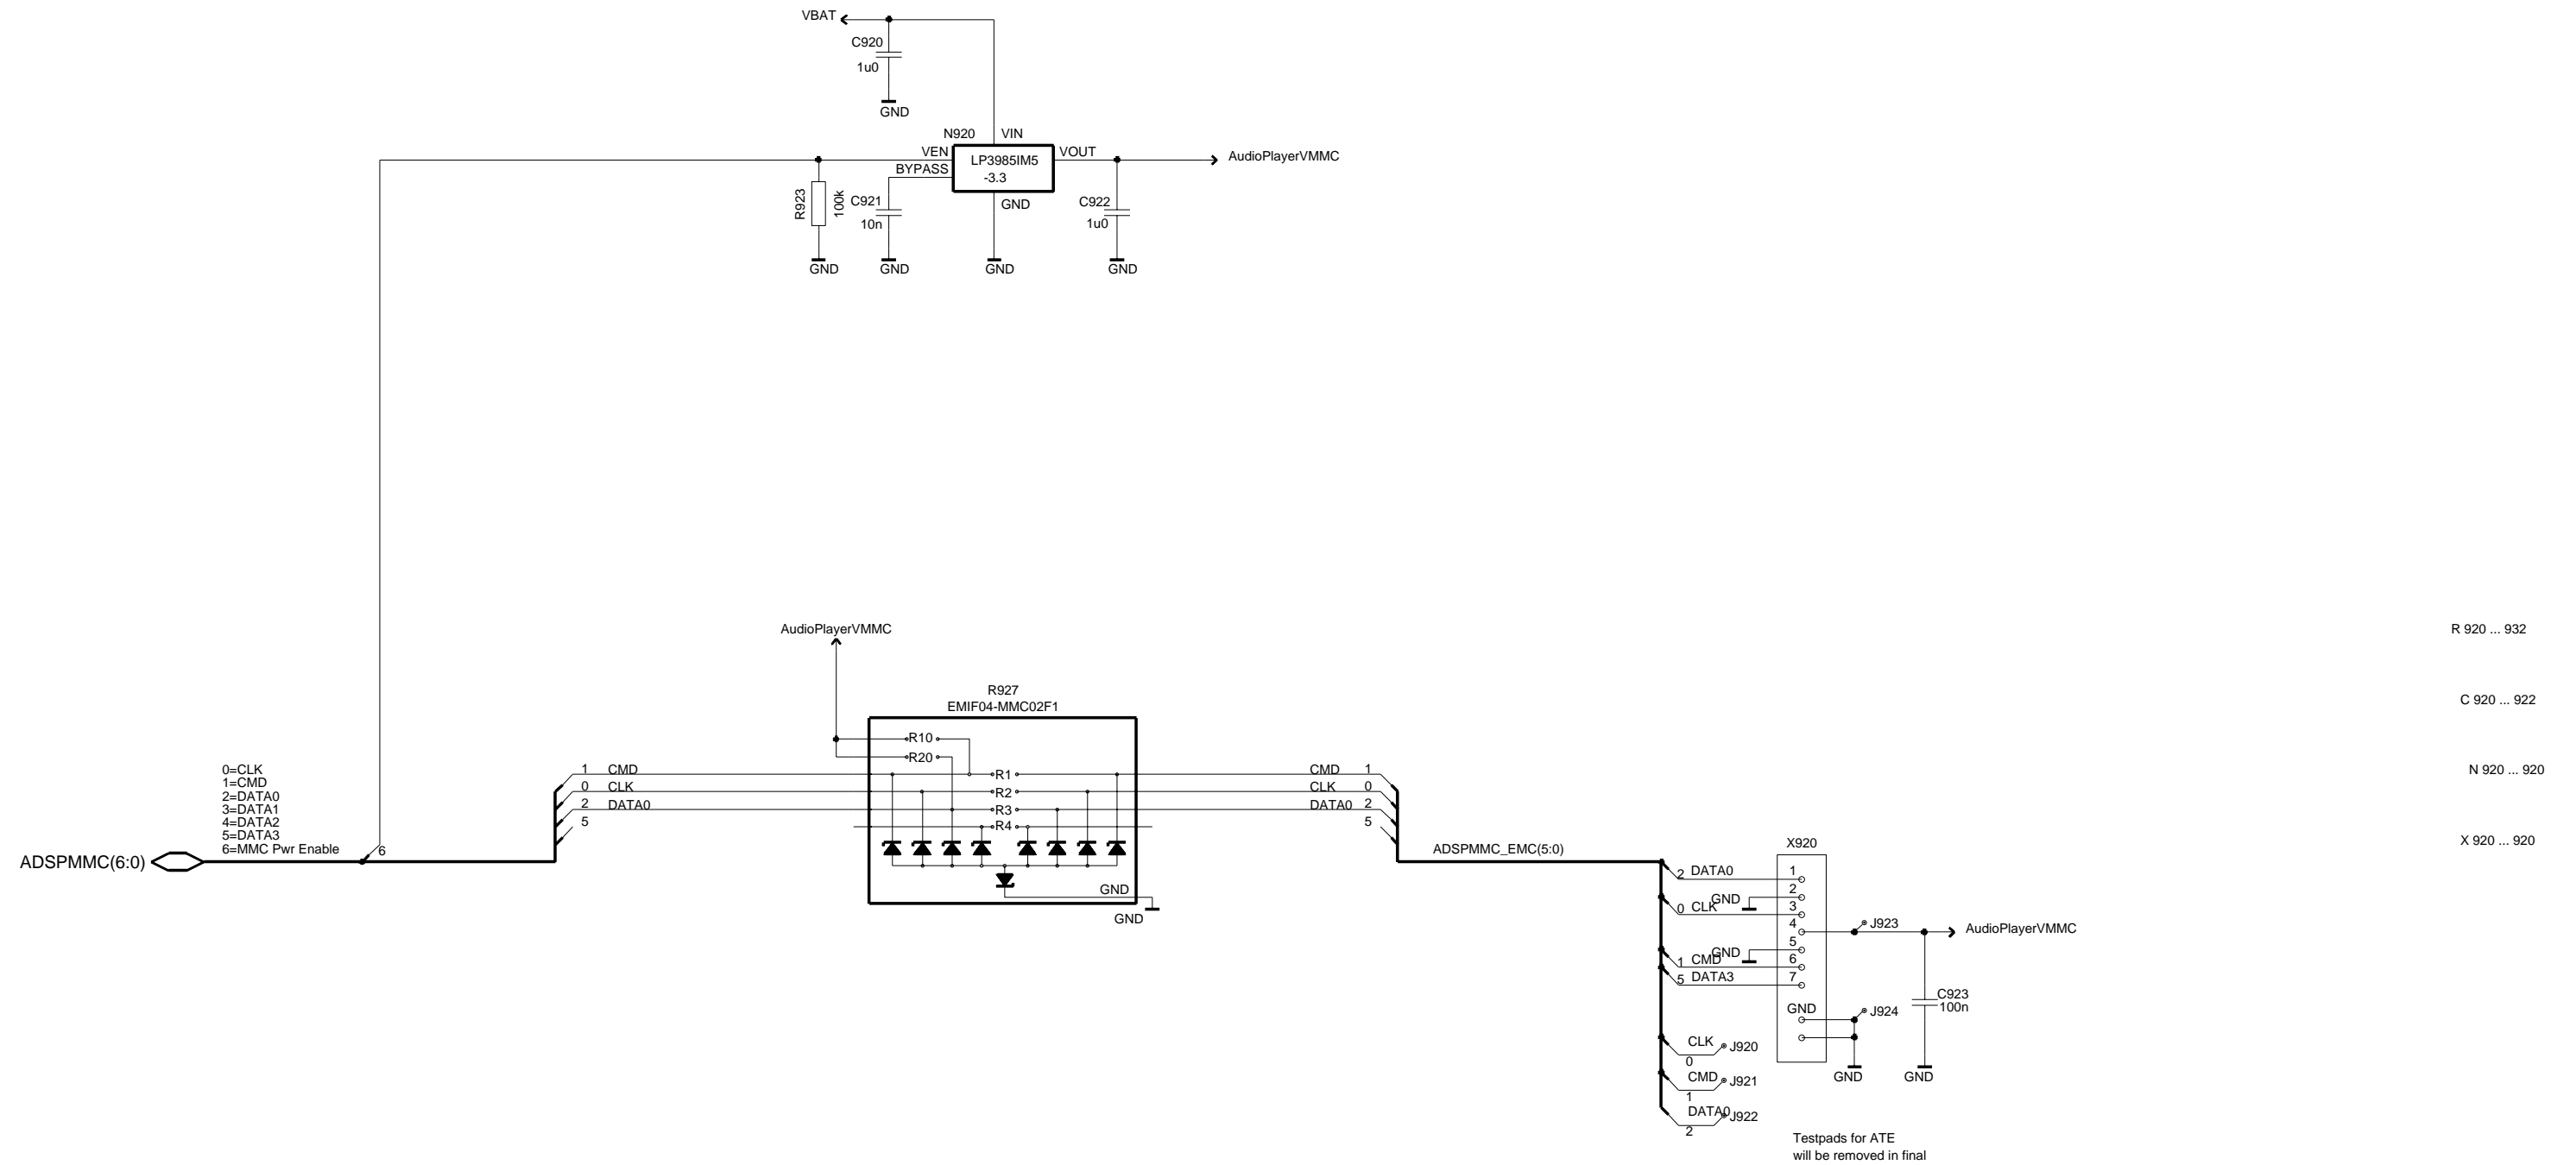 VBAT
C920
1u0
GND
N920 VIN
VEN LP3985IM5 VOUT AudioPlayerVMMC
BYPASS -3.3
R923 100k C921 GND C922
10n 1u0
GND GND GND GND
AudioPlayerVMMC
R 920 ... 932
R927
EMIF04-MMC02F1
C 920 ... 922
R10
R20
0=CLK
1=CMD
2=DATA0
3=DATA1
4=DATA2
5=DATA3
6=MMC Pwr Enable
6
ADSPMMC(6:0)
1 CMD R1 CMD 1
0 CLK R2 CLK 0
2 DATA0 R3 DATA0 2
5 R4 5
N 920 ... 920
X 920 ... 920
GND
GND
ADSPMMC_EMC(5:0)
X920
2 DATA0 1
GND 2
0 CLK 3
4 J923 AudioPlayerVMMC
GND 5
1 CMD 6
5 DATA3 7
C923
100n
GND J924
CLK J920
0
GND GND
CMD J921
1
DATA0 J922
2
Testpads for ATE
will be removed in final